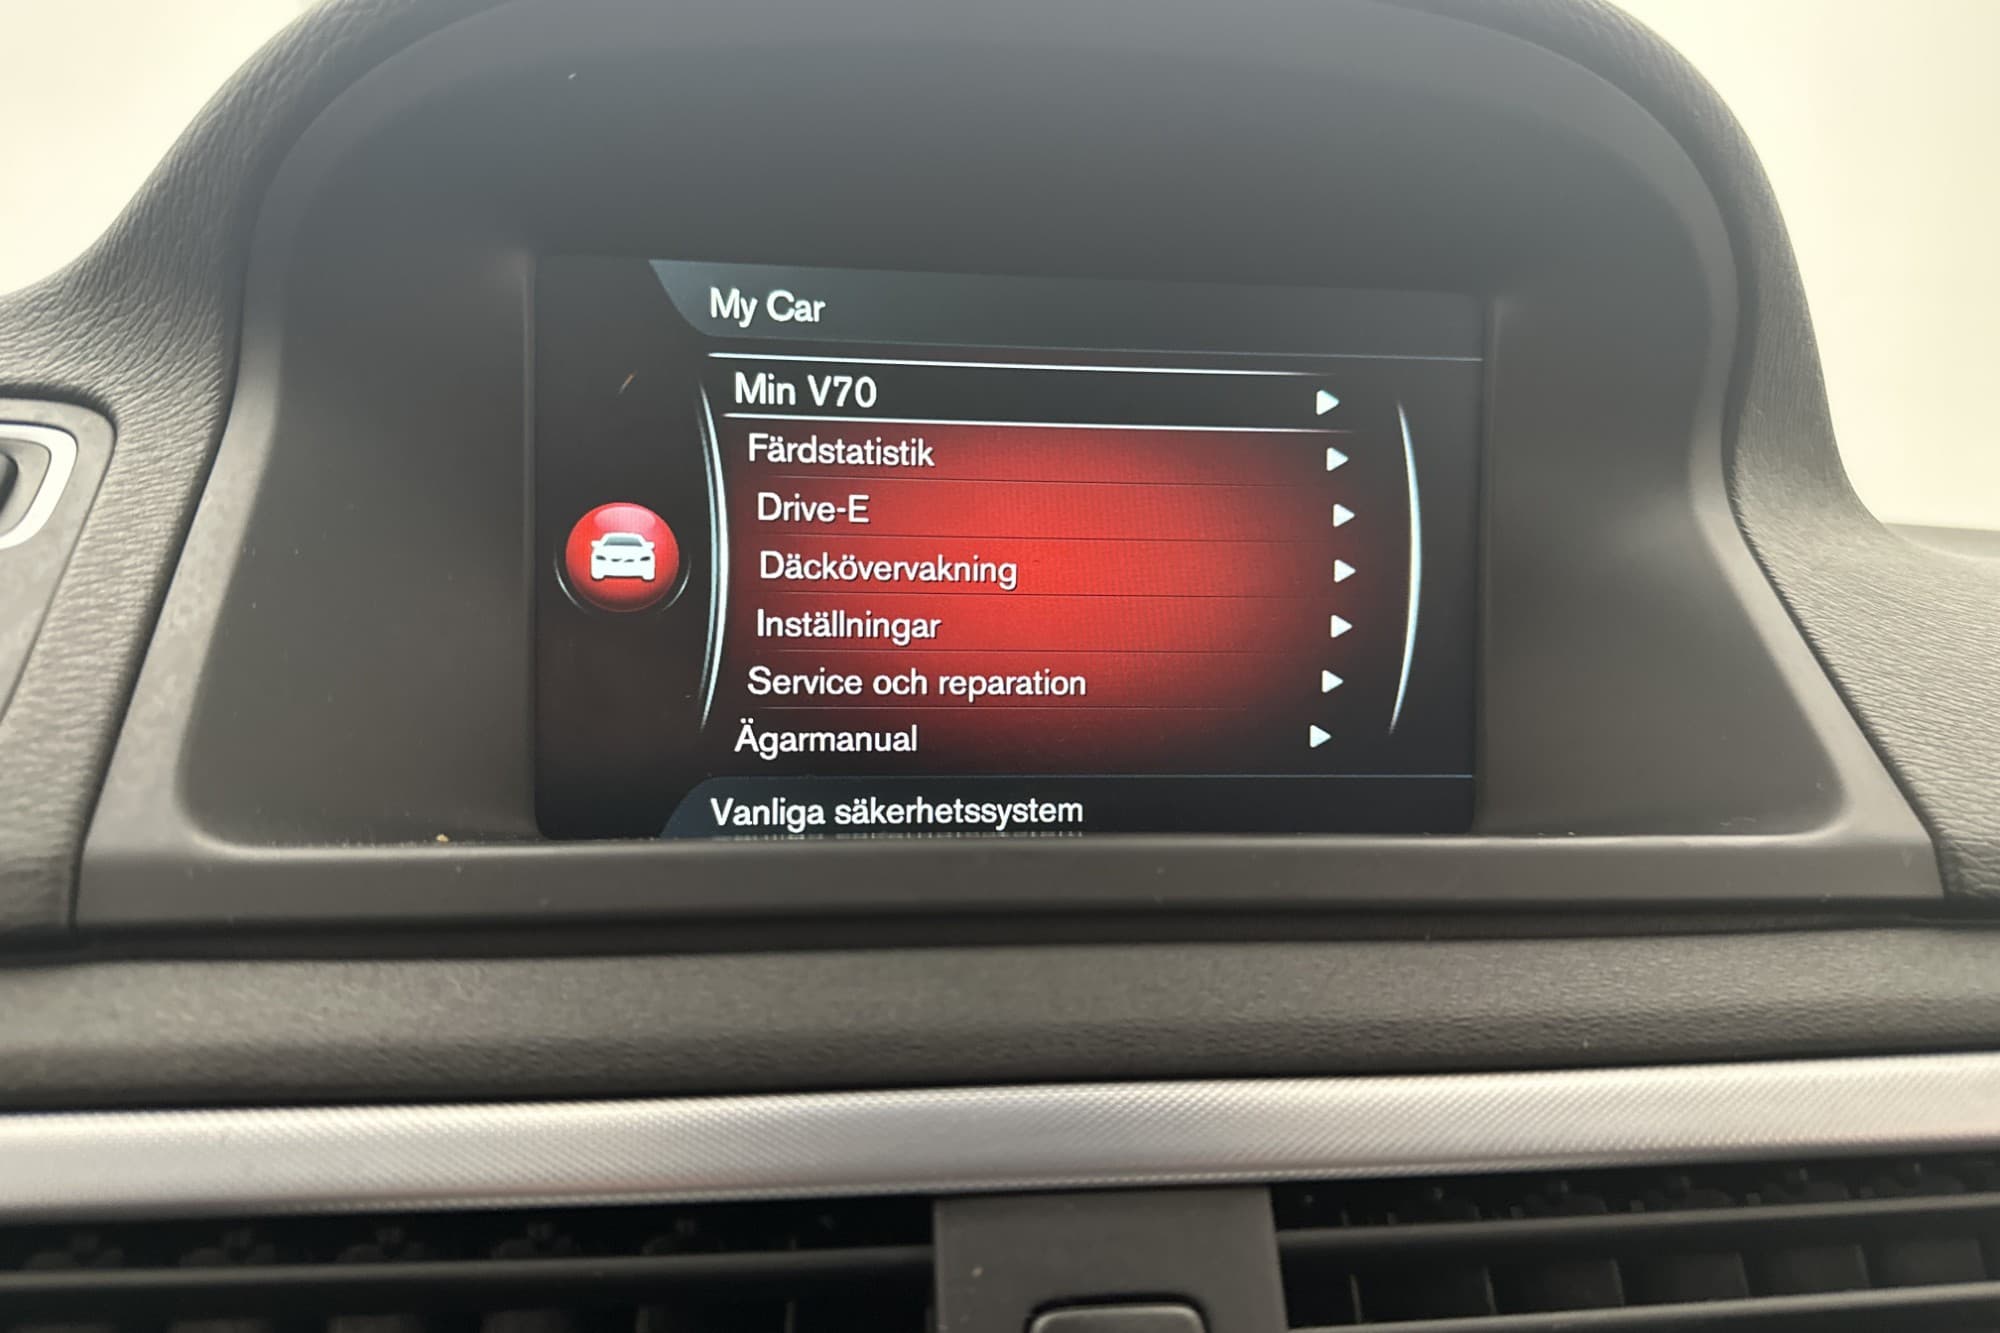 My Car
Min V70
Färdstatistik
Drive-E
Däckövervakning
Inställningar
Service och reparation
Ägarmanual
Vanliga säkerhetssystem